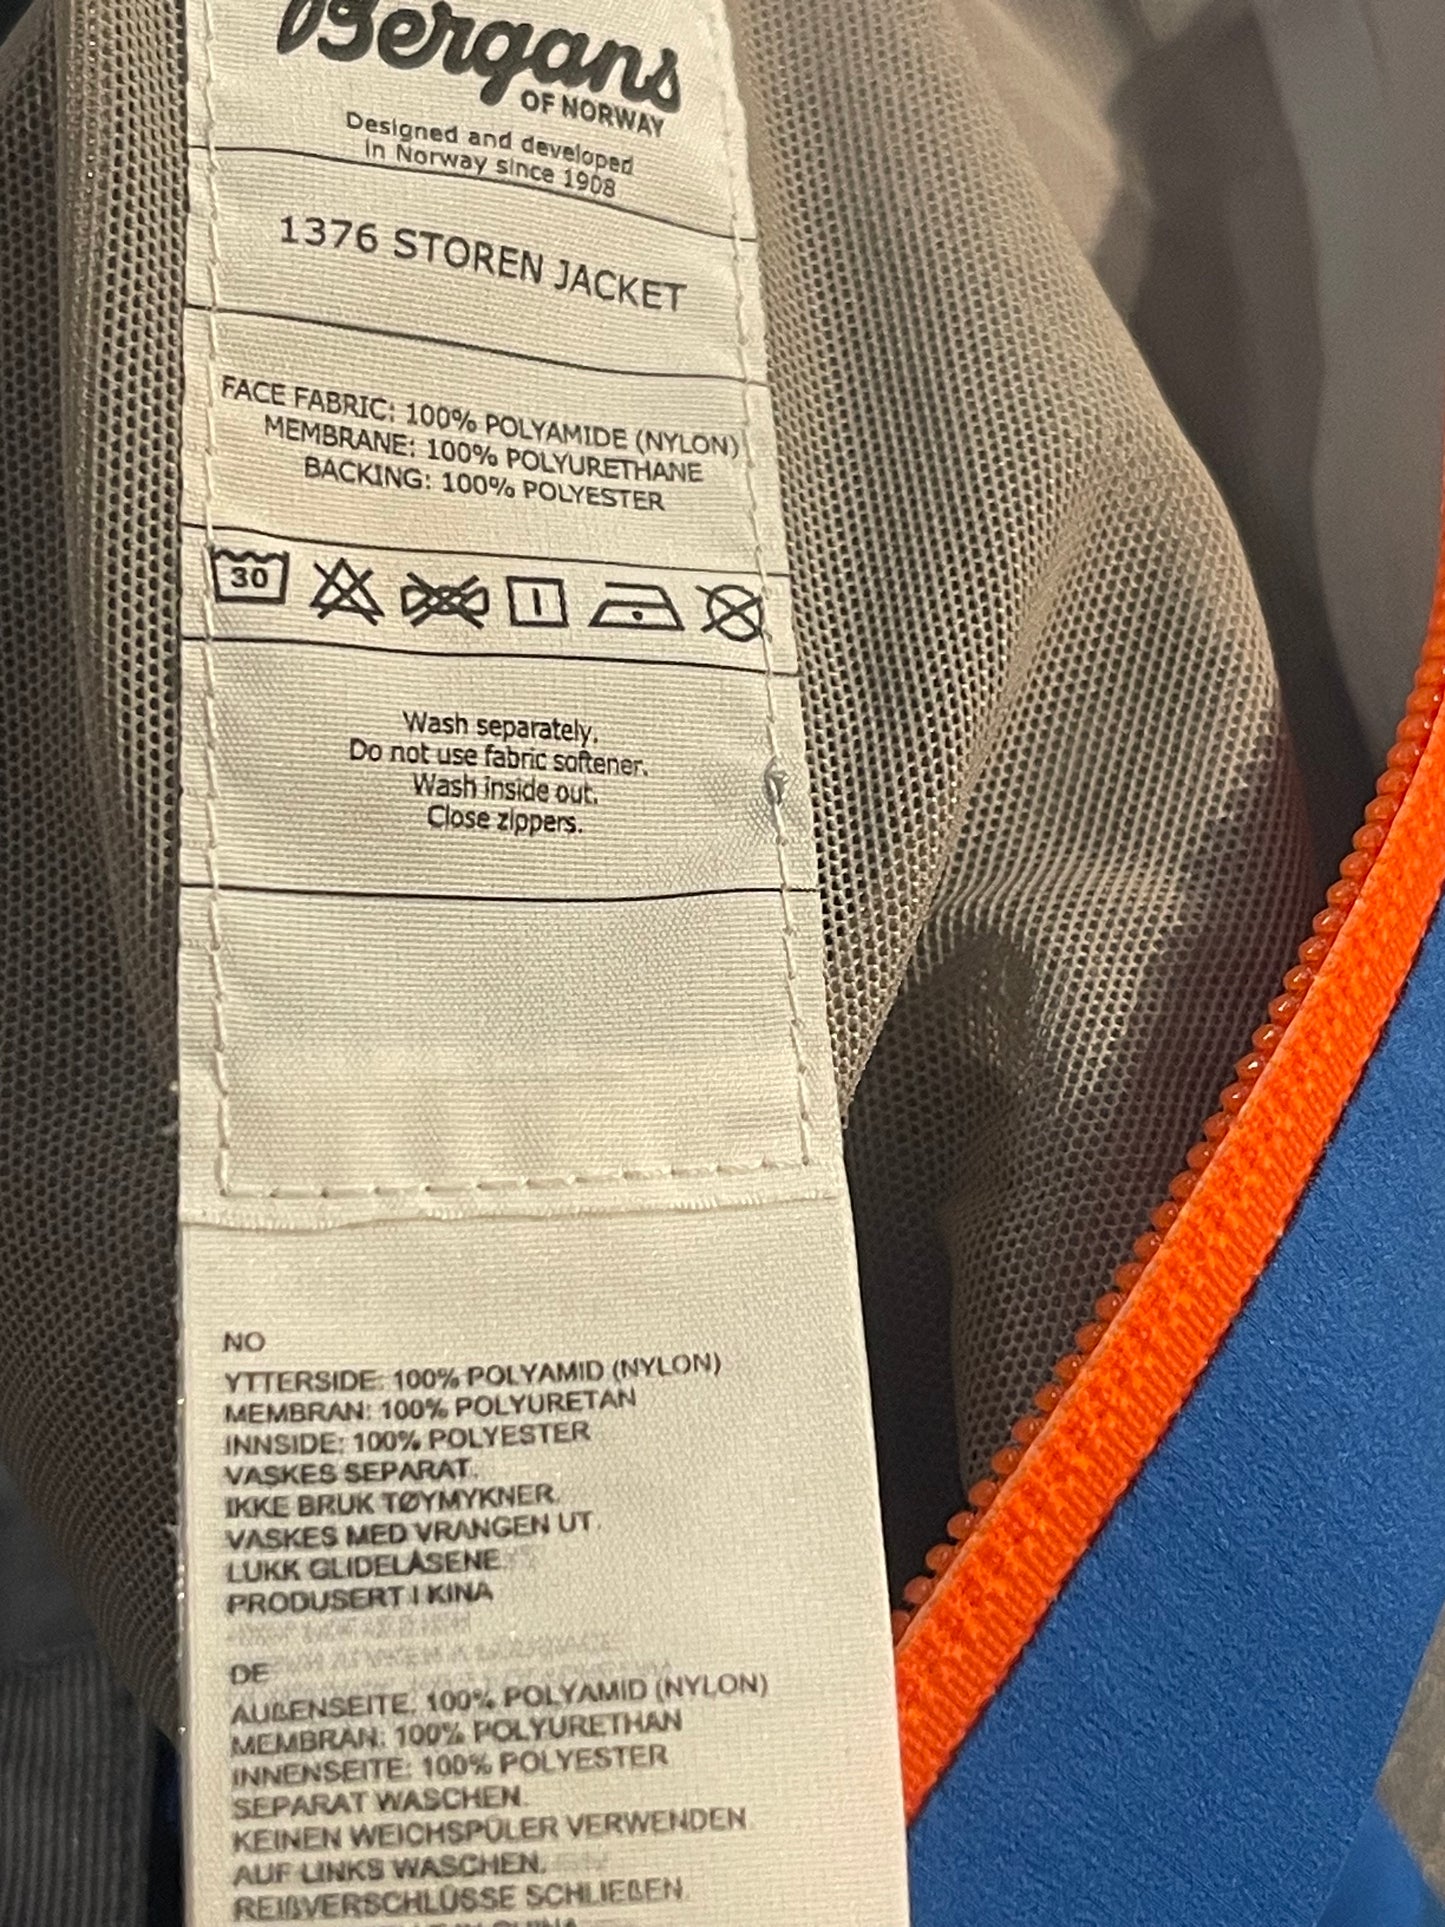 Bergans
OF NORWAY
Designed and developed
in Norway since 1908
1376 STOREN JACKET
FACE FABRIC: 100% POLYAMIDE (NYLON)
MEMBRANE: 100% POLYURETHANE
BACKING: 100% POLYESTER
30
Wash separately.
Do not use fabric softener.
Wash inside out.
Close zippers.
NO
YTTERSIDE: 100% POLYAMID (NYLON)
MEMBRAN: 100% POLYURETAN
INNSIDE: 100% POLYESTER
VASKES SEPARAT.
IKKE BRUK TØYMYKNER.
VASKES MED VRANGEN UT.
LUKK GLIDELÅSENE.
PRODUSERT I KINA
DE
AUßENSEITE: 100% POLYAMID (NYLON)
MEMBRAN: 100% POLYURETHAN
INNENSEITE: 100% POLYESTER
SEPARAT WASCHEN.
KEINEN WEICHSPÜLER VERWENDEN.
AUF LINKS WASCHEN.
REIßVERSCHLÜSSE SCHLIEßEN.